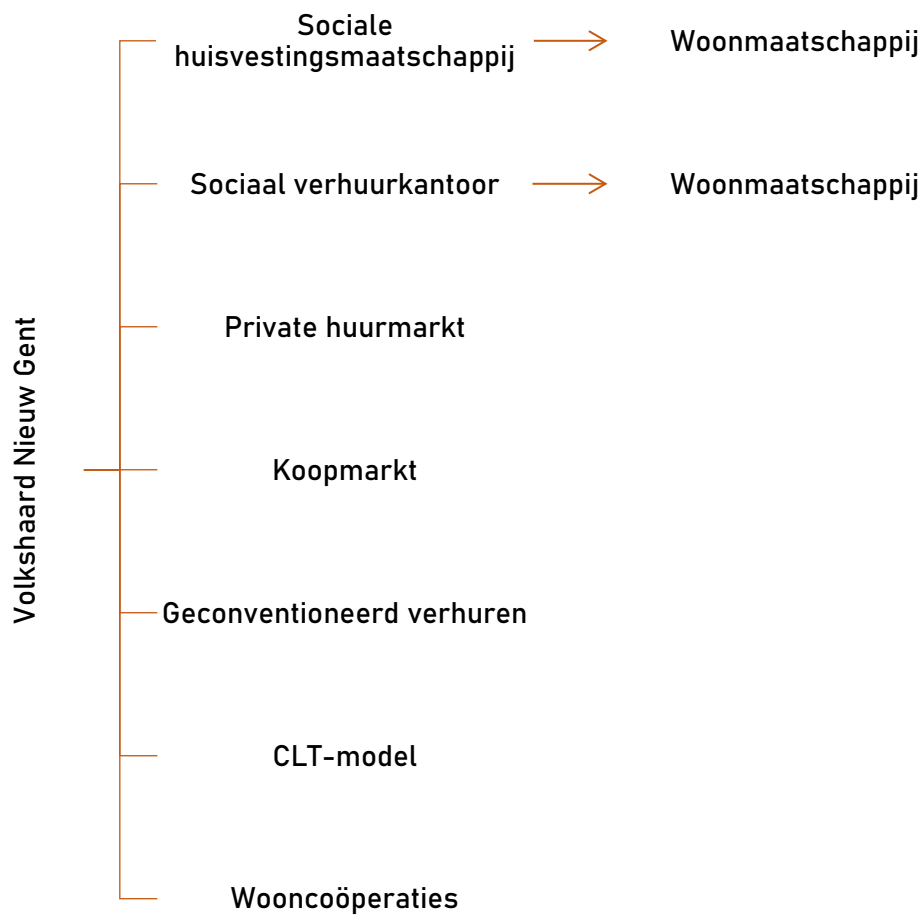 Volkshaard Nieuw Gent
Sociale
huisvestingsmaatschappij
Woonmaatschappij
Sociaal verhuurkantoor
Woonmaatschappij
Private huurmarkt
Koopmarkt
Geconventioneerd verhuren
CLT-model
Wooncoöperaties